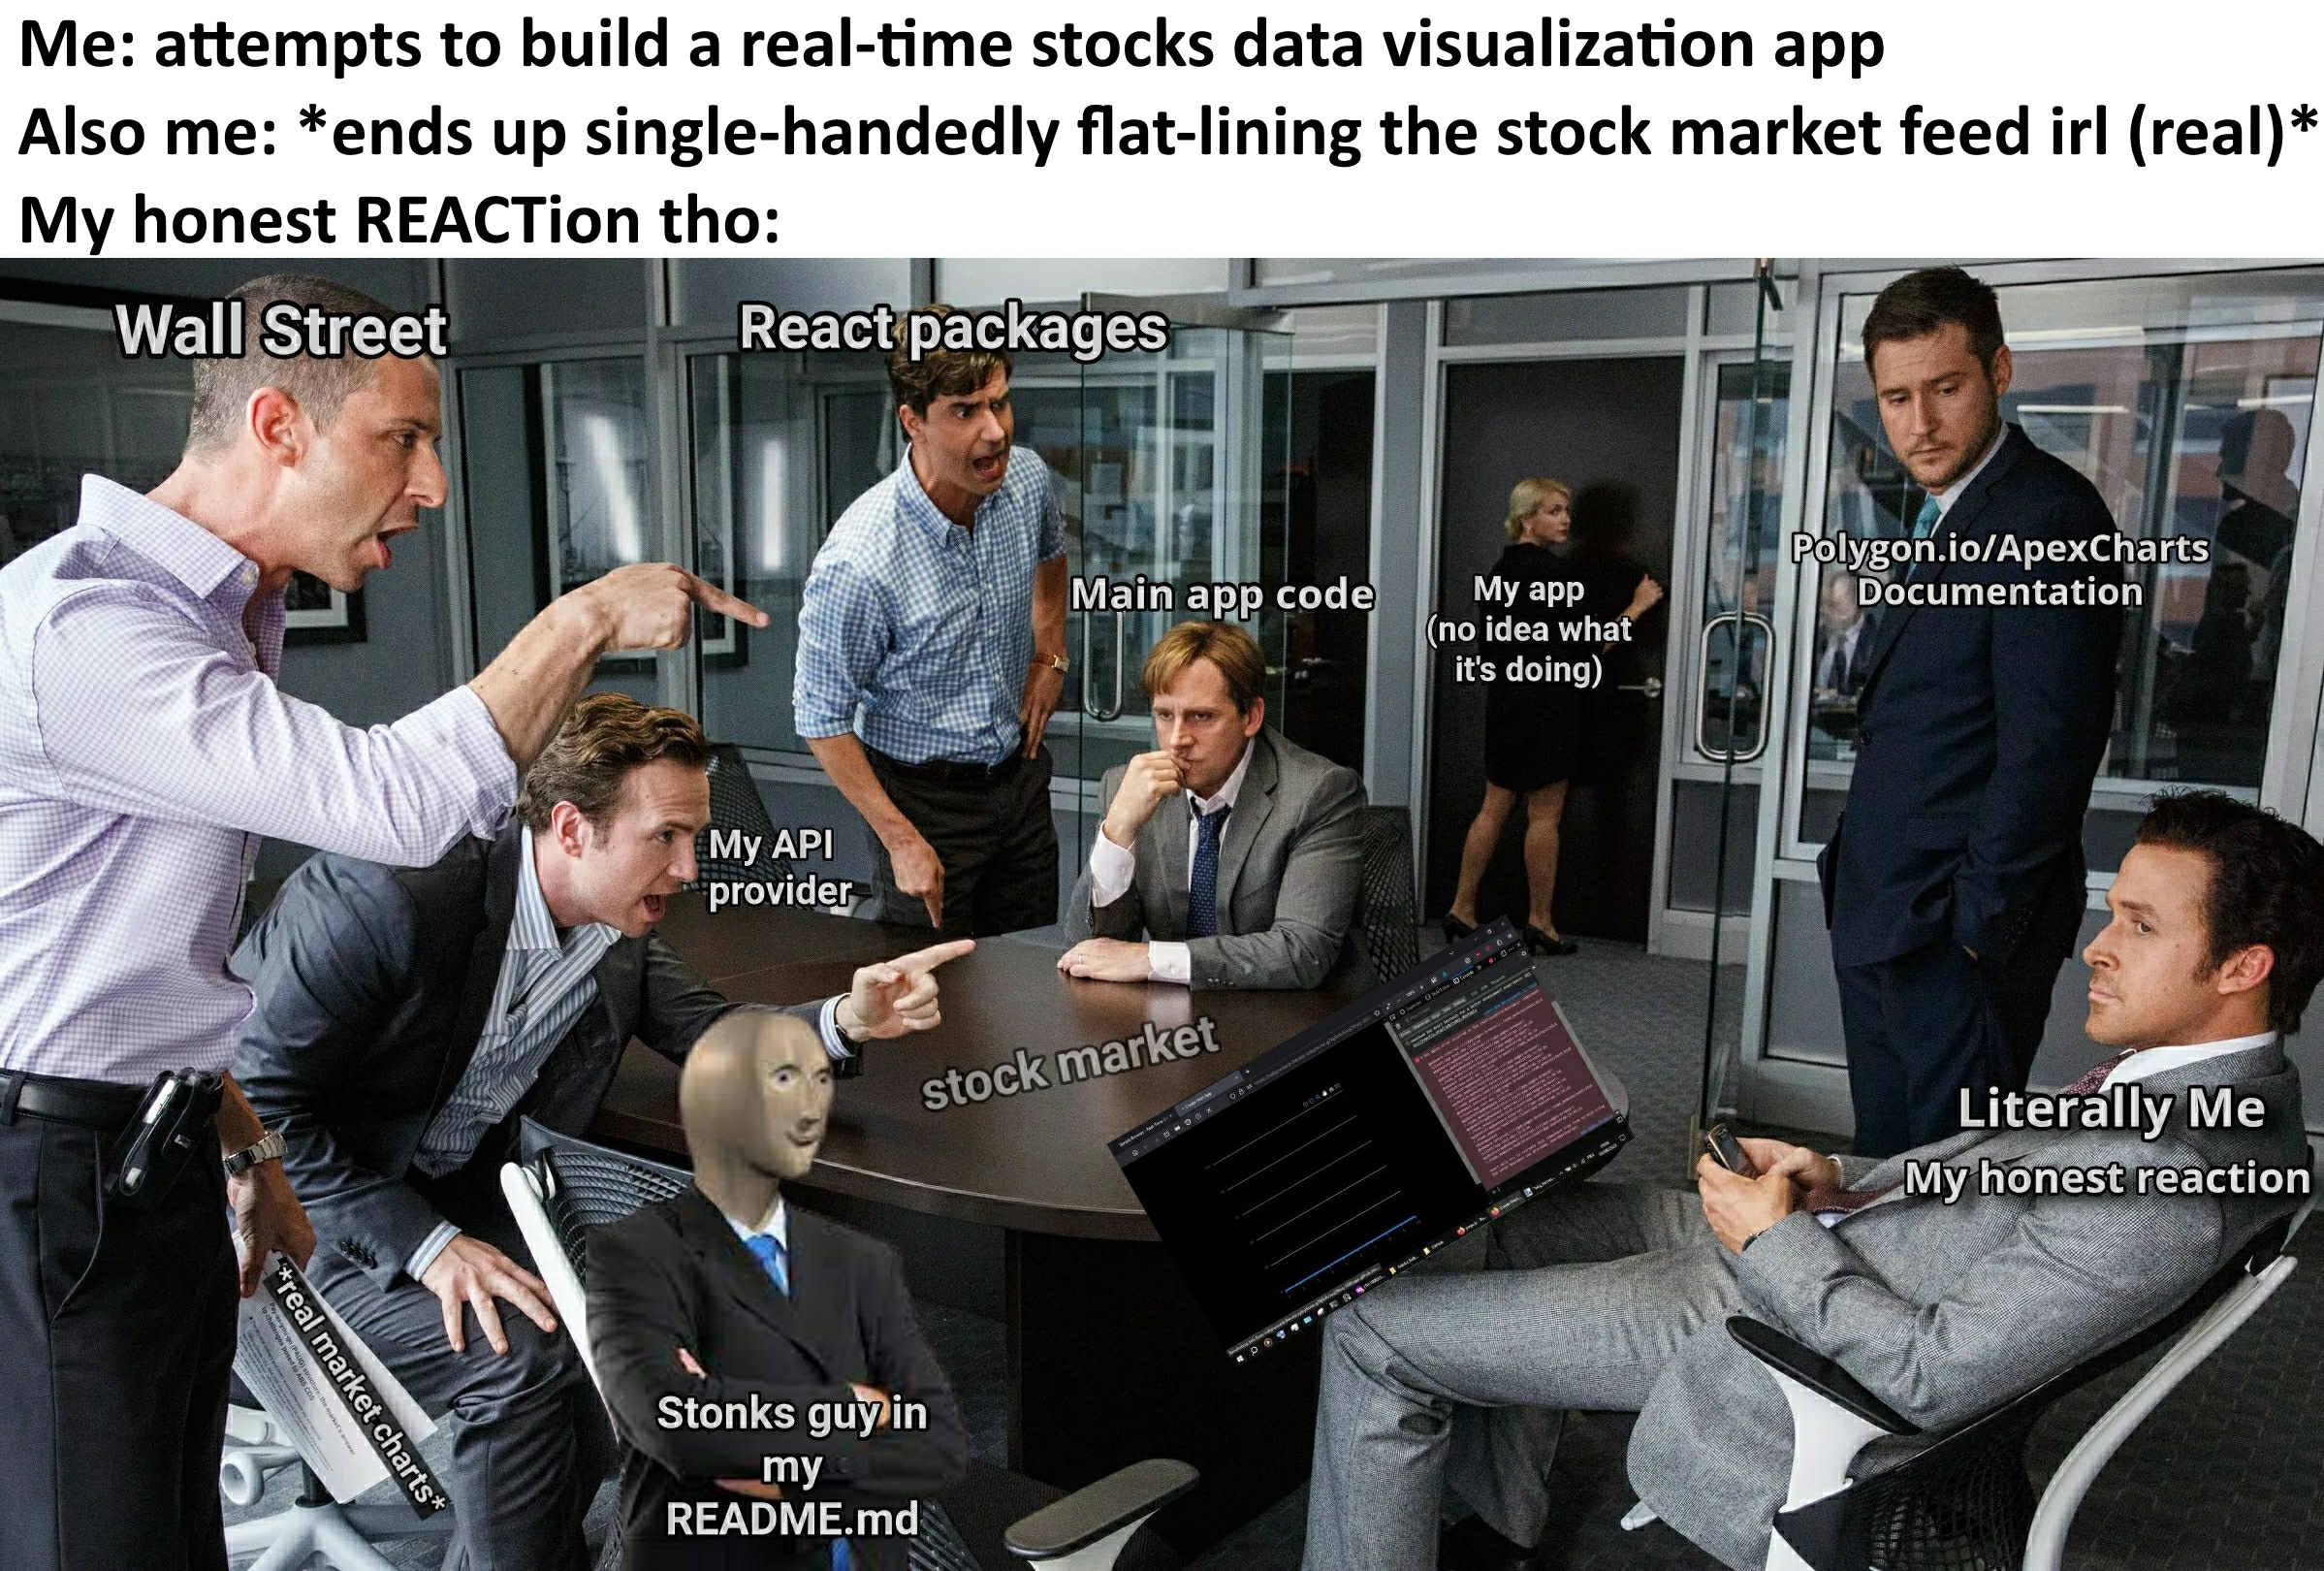 Me: attempts to build a real-time stocks data visualization app
Also me: *ends up single-handedly flat-lining the stock market feed irl (real)*
My honest REACTion tho:
Wall Street
React packages
Polygon.io/ApexCharts
Documentation
Main app code
My app
(no idea what
it's doing)
My API
provider
stock market
Literally Me
My honest reaction
*real market charts*
Stonks guy in
my
README.md